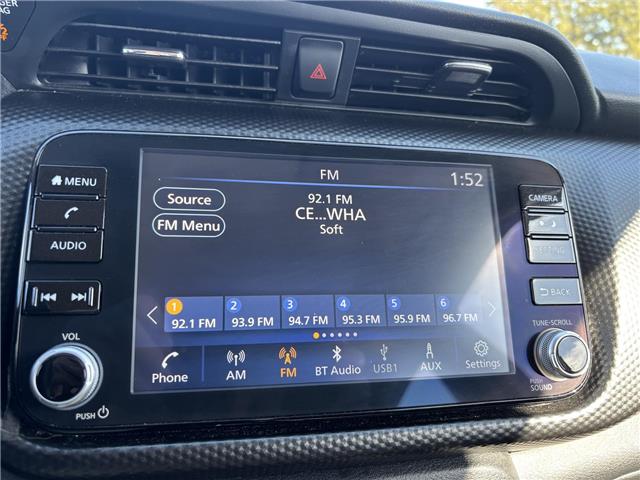 FM
1:52
MENU
Source
92.1 FM
CE...WHA
Soft
FM Menu
AUDIO
CAMERA
BACK
1 2 3 4 5 6
92.1 FM 93.9 FM 94.7 FM 95.3 FM 95.9 FM 96.7 FM
Phone AM FM BT Audio USB1 AUX Settings
VOL
PUSH
TUNE-SCROLL
PUSH
SOUND